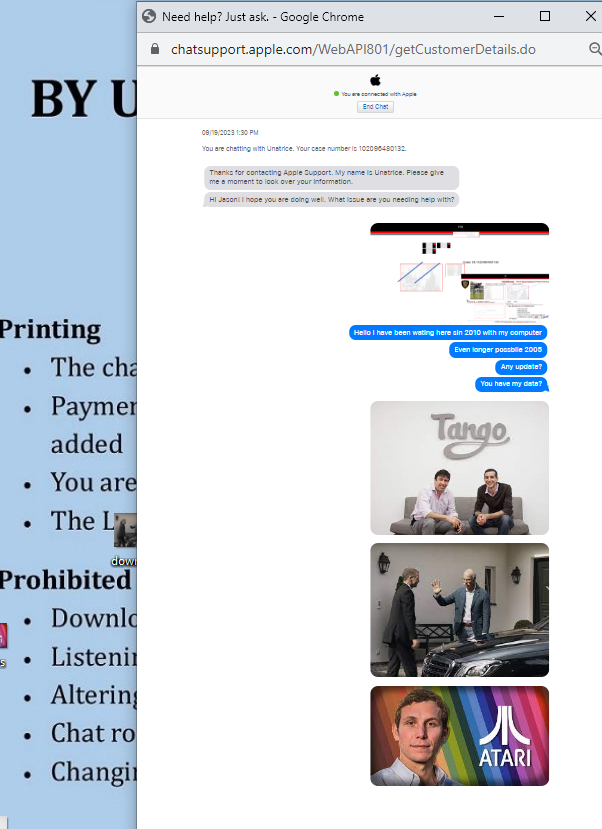 Need help? Just ask. - Google Chrome
chatsupport.apple.com/WebAPI801/getCustomerDetails.do
You are connected with Apple
End Chat
09/19/2023 1:30 PM
You are chatting with Unatrice. Your case number is 102096480132.
Thanks for contacting Apple Support. My name is Unatrice. Please give
me a moment to look over your information.
Hi Jason! I hope you are doing well. What issue are you needing help with?
Hello I have been wating here sin 2010 with my computer
Even longer possbile 2005
Any update?
You have my data?
Tango
ATARI
BY U
Printing
• The cha
• Paymen
added
• You are
• The L
down
Prohibited
• Downlo
• Listenin
• Altering
• Chat ro
• Changin
s